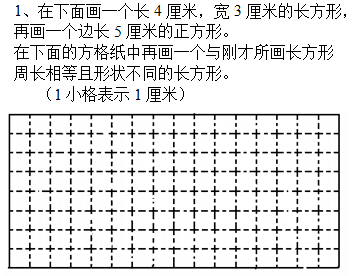 1、在下面画一个长4厘米，宽3厘米的长方形，
再画一个边长5厘米的正方形。
在下面的方格纸中再画一个与刚才所画长方形
周长相等且形状不同的长方形。
（1小格表示1厘米）